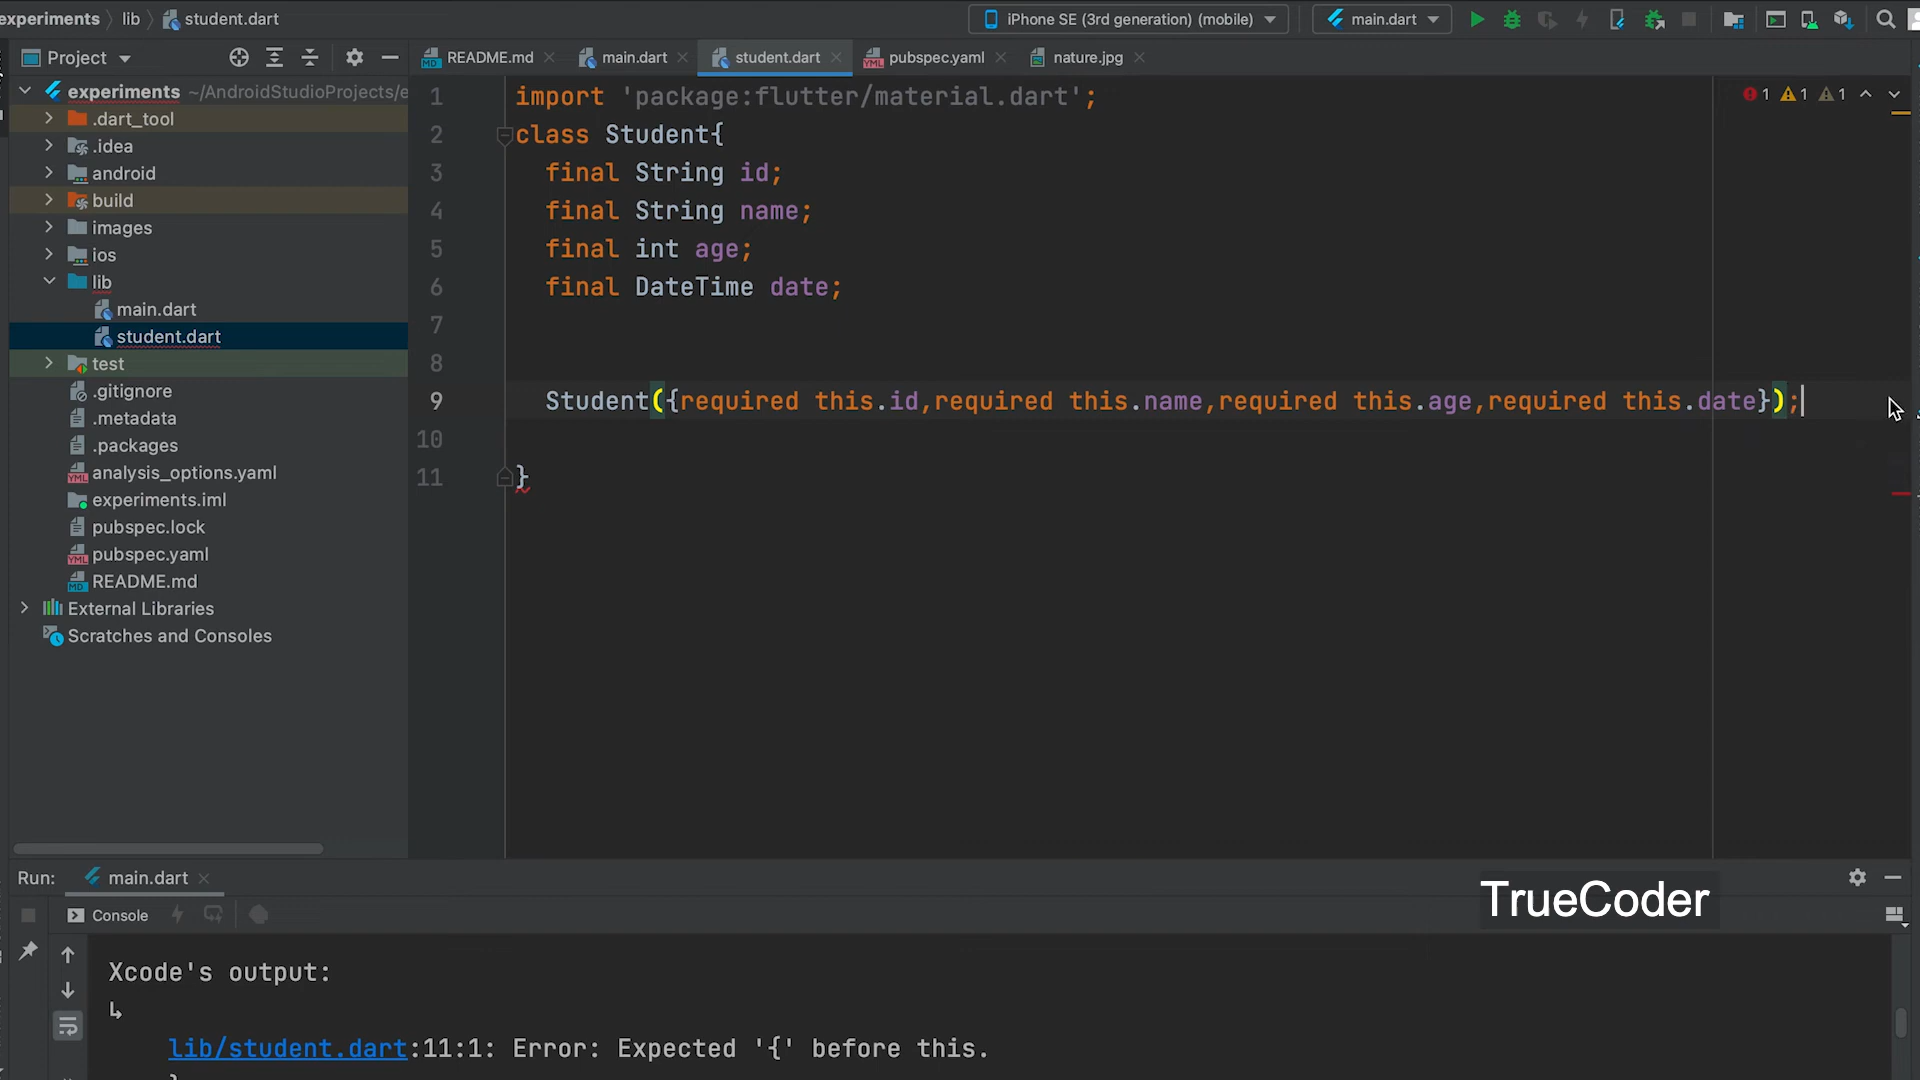 experiments lib student.dart
iPhone SE (3rd generation) (mobile) main.dart
Project
README.md main.dart student.dart pubspec.yaml nature.jpg
experiments ~/AndroidStudioProjects/e
.dart_tool
.idea
android
build
images
ios
lib
main.dart
student.dart
test
.gitignore
.metadata
.packages
analysis_options.yaml
experiments.iml
pubspec.lock
pubspec.yaml
README.md
External Libraries
Scratches and Consoles
1 import 'package:flutter/material.dart';
1 1 1
2 class Student{
3 final String id;
4 final String name;
5 final int age;
6 final DateTime date;
7
8
9 Student({required this.id,required this.name,required this.age,required this.date});
10
11 }
Run: main.dart
TrueCoder
Console
Xcode's output:
↳
lib/student.dart:11:1: Error: Expected '{' before this.